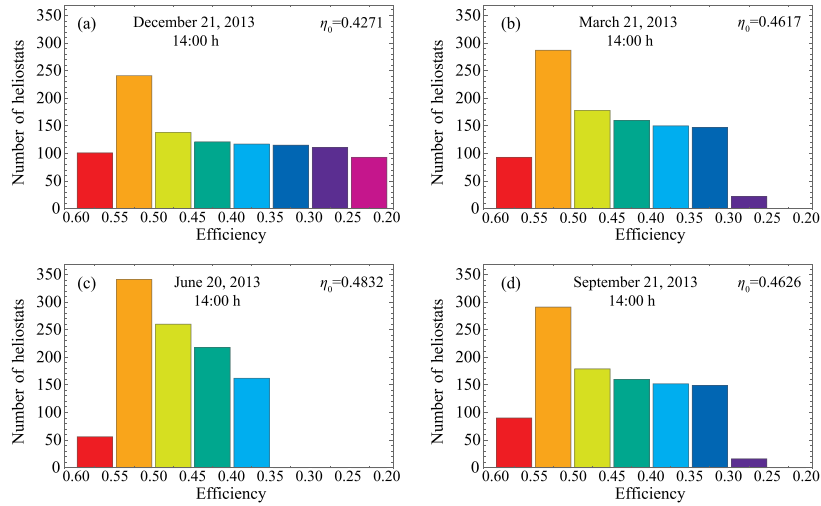 (a) December 21, 2013 η0=0.4271
14:00 h
Number of heliostats
350
300
250
200
150
100
50
0
0.60 0.55 0.50 0.45 0.40 0.35 0.30 0.25 0.20
Efficiency
(b) March 21, 2013 η0=0.4617
14:00 h
Number of heliostats
350
300
250
200
150
100
50
0
0.60 0.55 0.50 0.45 0.40 0.35 0.30 0.25 0.20
Efficiency
(c) June 20, 2013 η0=0.4832
14:00 h
Number of heliostats
350
300
250
200
150
100
50
0
0.60 0.55 0.50 0.45 0.40 0.35 0.30 0.25 0.20
Efficiency
(d) September 21, 2013 η0=0.4626
14:00 h
Number of heliostats
350
300
250
200
150
100
50
0
0.60 0.55 0.50 0.45 0.40 0.35 0.30 0.25 0.20
Efficiency